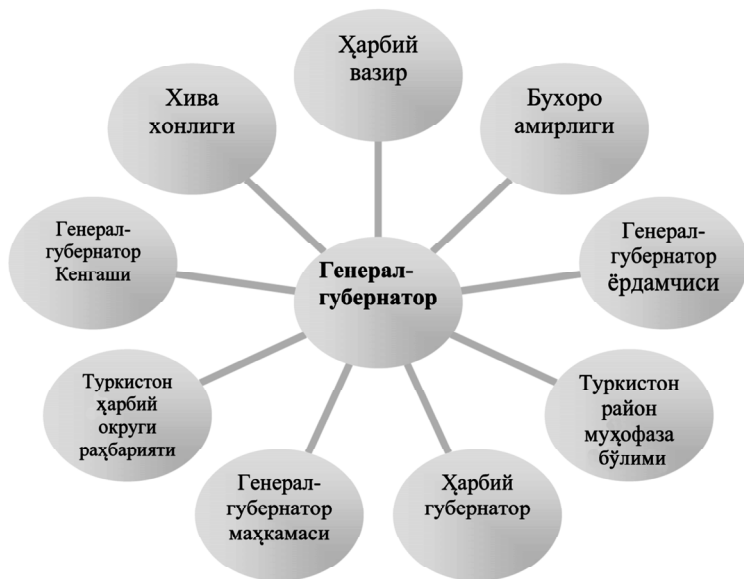 Ҳарбий
вазир
Бухоро
амирлиги
Генерал-
губернатор
ёрдамчиси
Туркистон
район
муҳофаза
бўлими
Ҳарбий
губернатор
Генерал-
губернатор
маҳкамаси
Туркистон
ҳарбий
округи
раҳбарияти
Генерал-
губернатор
Кенгаши
Хива
хонлиги
Генерал-
губернатор